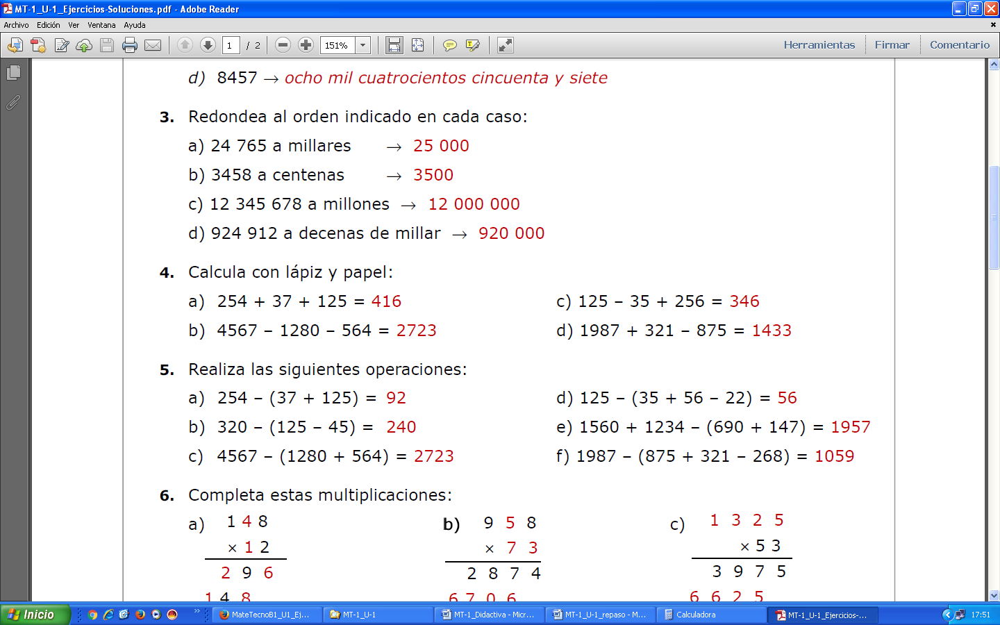 MT-1_U-1_Ejercicios-Soluciones.pdf - Adobe Reader
Archivo Edición Ver Ventana Ayuda
1 / 2 151% Herramientas Firmar Comentario
d) 8457 → ocho mil cuatrocientos cincuenta y siete
3. Redondea al orden indicado en cada caso:
a) 24 765 a millares → 25 000
b) 3458 a centenas → 3500
c) 12 345 678 a millones → 12 000 000
d) 924 912 a decenas de millar → 920 000
4. Calcula con lápiz y papel:
a) 254 + 37 + 125 = 416 c) 125 – 35 + 256 = 346
b) 4567 – 1280 – 564 = 2723 d) 1987 + 321 – 875 = 1433
5. Realiza las siguientes operaciones:
a) 254 – (37 + 125) = 92 d) 125 – (35 + 56 – 22) = 56
b) 320 – (125 – 45) = 240 e) 1560 + 1234 – (690 + 147) = 1957
c) 4567 – (1280 + 564) = 2723 f) 1987 – (875 + 321 – 268) = 1059
6. Completa estas multiplicaciones:
a) 1 4 8 b) 9 5 8 c) 1 3 2 5
× 1 2 × 7 3 × 5 3
2 9 6 2 8 7 4 3 9 7 5
1 4 8 6 7 0 6 6 6 2 5
Inicio MateTecnoB1_U1_Ej... MT-1_U-1 MT-1_Didactiva - Micr... MT-1_U-1_repaso - M... Calculadora MT-1_U-1_Ejercicios-... 17:51